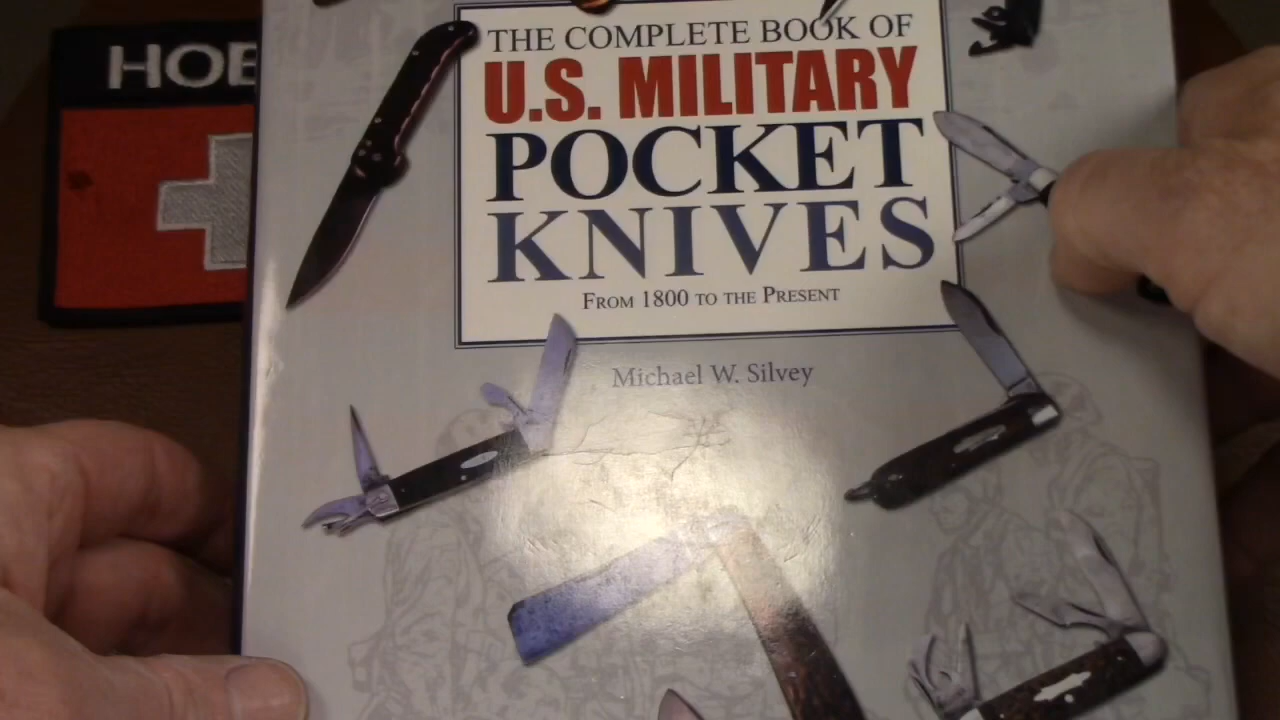 HOB
THE COMPLETE BOOK OF
U.S. MILITARY
POCKET
KNIVES
FROM 1800 TO THE PRESENT
Michael W. Silvey